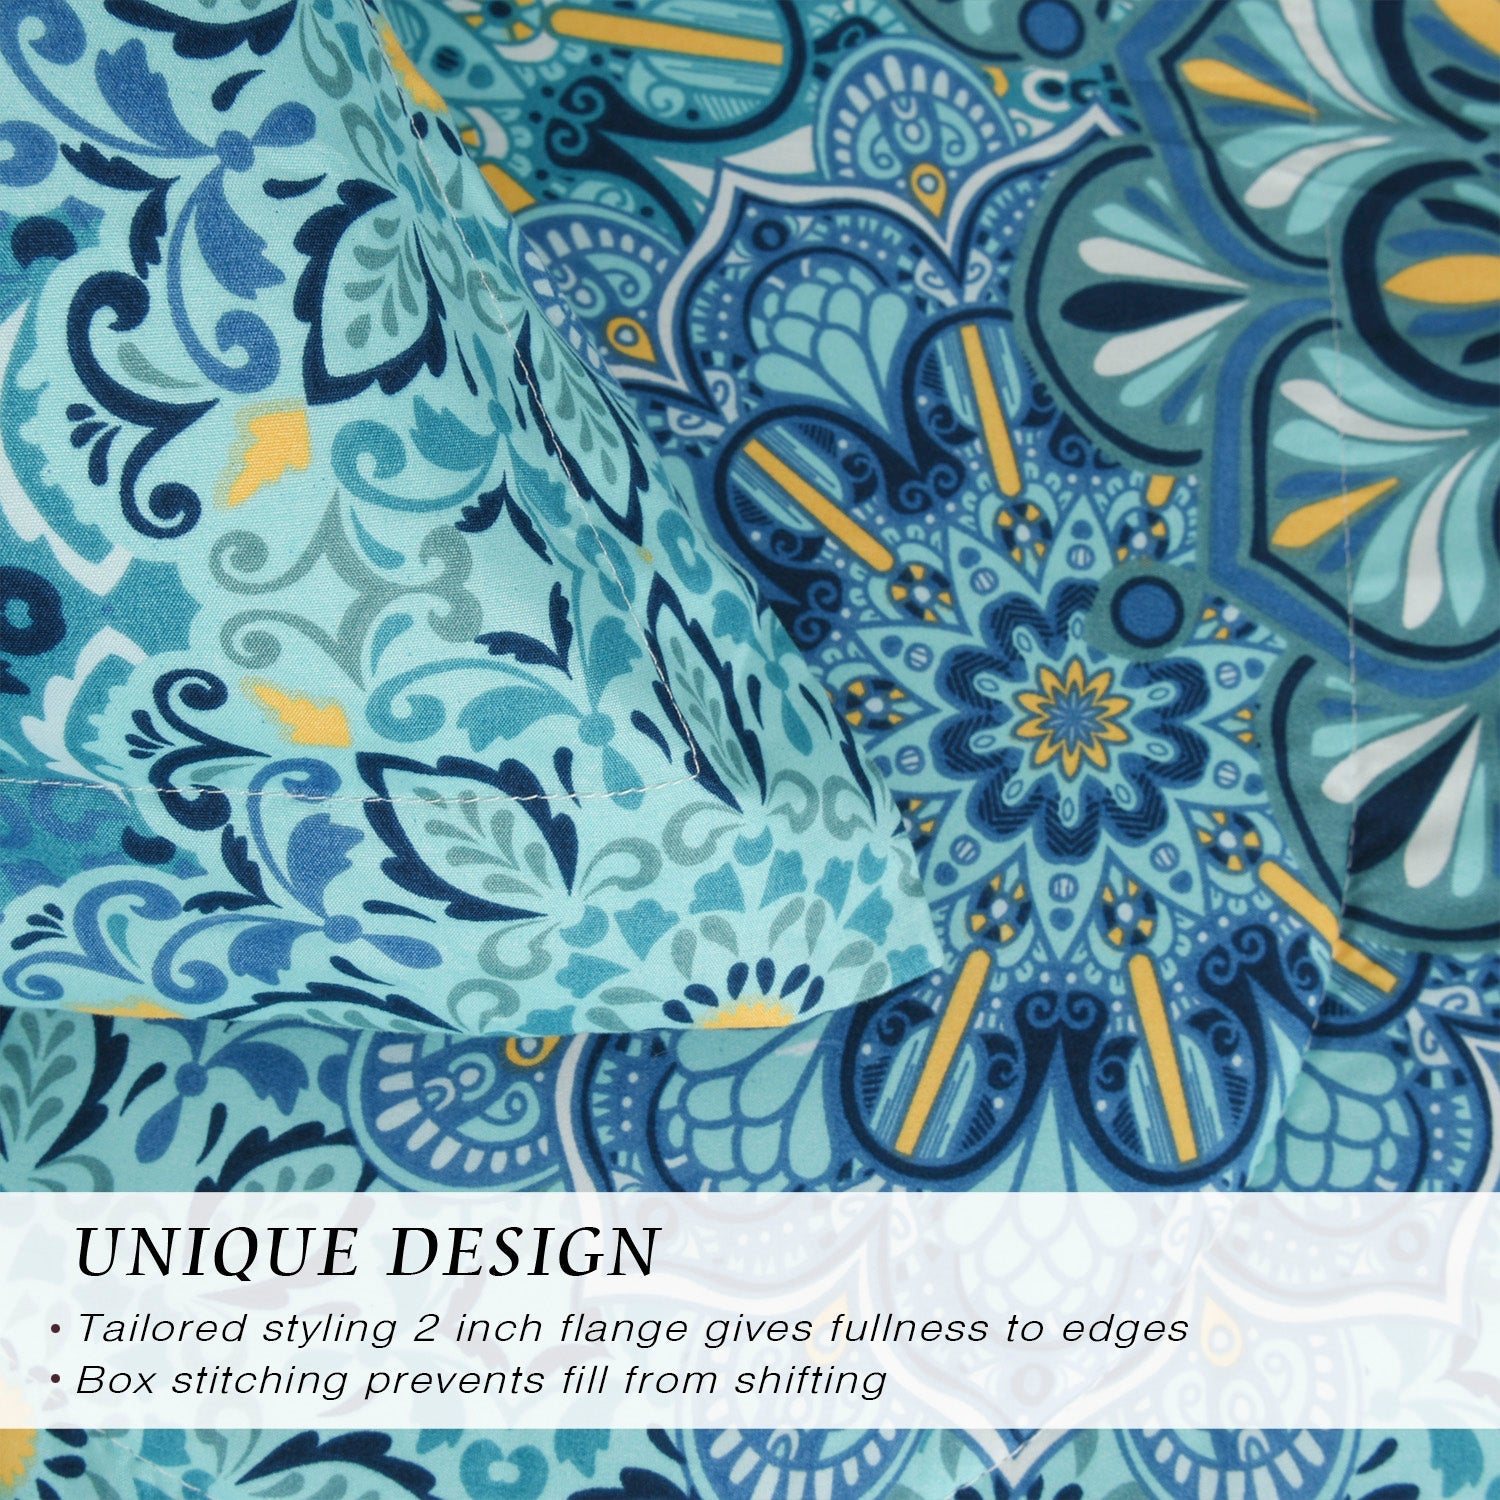 UNIQUE DESIGN
• Tailored styling 2 inch flange gives fullness to edges
• Box stitching prevents fill from shifting